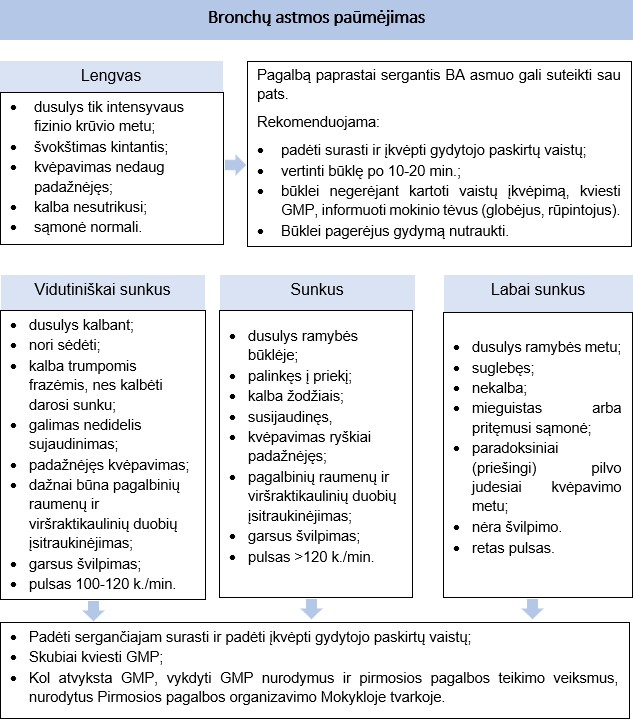 Bronchų astmos paūmėjimas
Lengvas
• dusulys tik intensyvaus
fizinio krūvio metu;
• švokštimas kintantis;
• kvėpavimas nedaug
padažnėjęs;
• kalba nesutrikusi;
• sąmonė normali.
Pagalbą paprastai sergantis BA asmuo gali suteikti sau
pats.
Rekomenduojama:
• padėti surasti ir įkvėpti gydytojo paskirtų vaistų;
• vertinti būklę po 10-20 min.;
• būklei negerėjant kartoti vaistų įkvėpimą, kviesti
GMP, informuoti mokinio tėvus (globėjus, rūpintojus).
• Būklei pagerėjus gydymą nutraukti.
Vidutiniškai sunkus
• dusulys kalbant;
• nori sėdėti;
• kalba trumpomis
frazėmis, nes kalbėti
darosi sunku;
• galimas nedidelis
sujaudinimas;
• padažnėjęs kvėpavimas;
• dažnai būna pagalbinių
raumenų ir
viršraktikaulinių duobių
įsitraukinėjimas;
• garsus švilpimas;
• pulsas 100-120 k./min.
Sunkus
• dusulys ramybės
būklėje;
• palinkęs į priekį;
• kalba žodžiais;
• susijaudinęs,
• kvėpavimas ryškiai
padažnėjęs;
• pagalbinių raumenų ir
viršraktikaulinių duobių
įsitraukinėjimas;
• garsus švilpimas;
• pulsas >120 k./min.
Labai sunkus
• dusulys ramybės metu;
• suglebęs;
• nekalba;
• mieguistas arba
pritęmusi sąmonė;
• paradoksiniai
(priešingi) pilvo
judesiai kvėpavimo
metu;
• nėra švilpimo.
• retas pulsas.
• Padėti sergančiajam surasti ir padėti įkvėpti gydytojo paskirtų vaistų;
• Skubiai kviesti GMP;
• Kol atvyksta GMP, vykdyti GMP nurodymus ir pirmosios pagalbos teikimo veiksmus,
nurodytus Pirmosios pagalbos organizavimo Mokykloje tvarkoje.